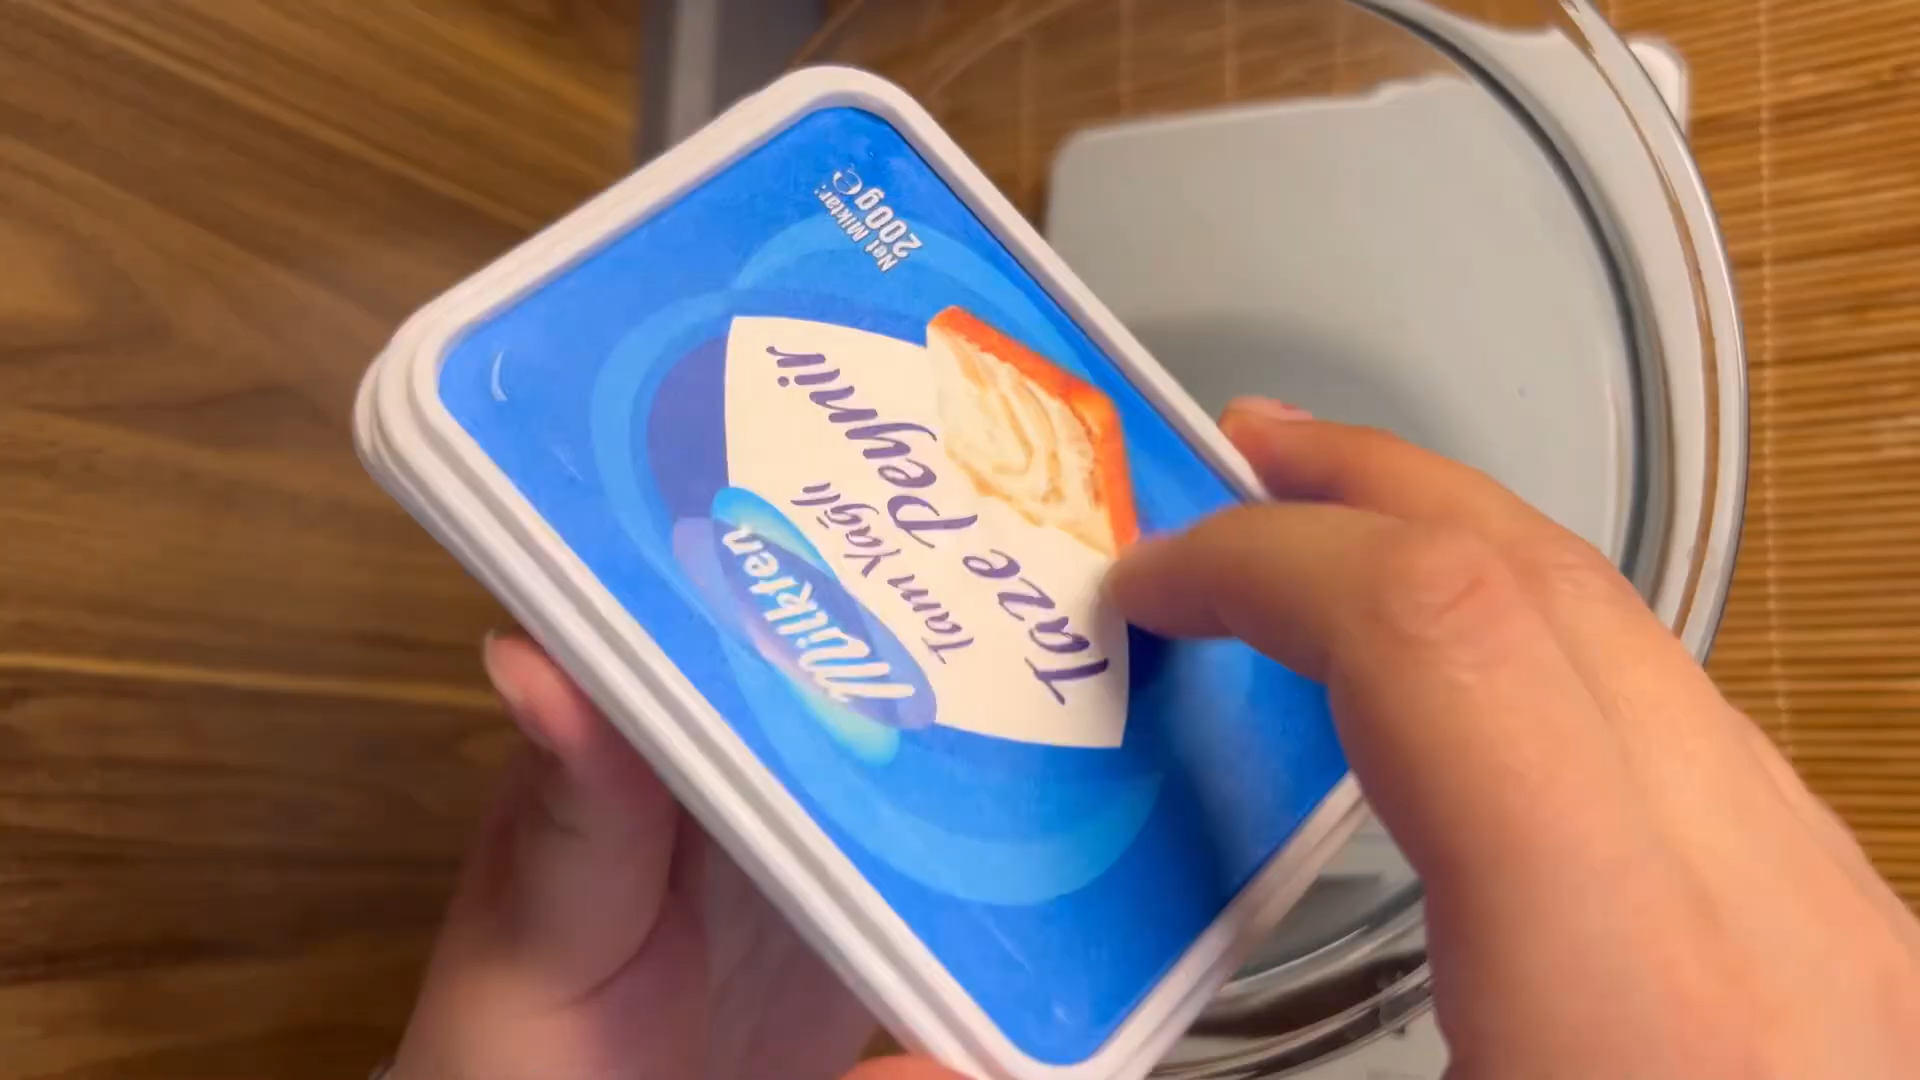 Milkten
Tam Yağlı
Taze Peynir
Net Miktar:
200g℮